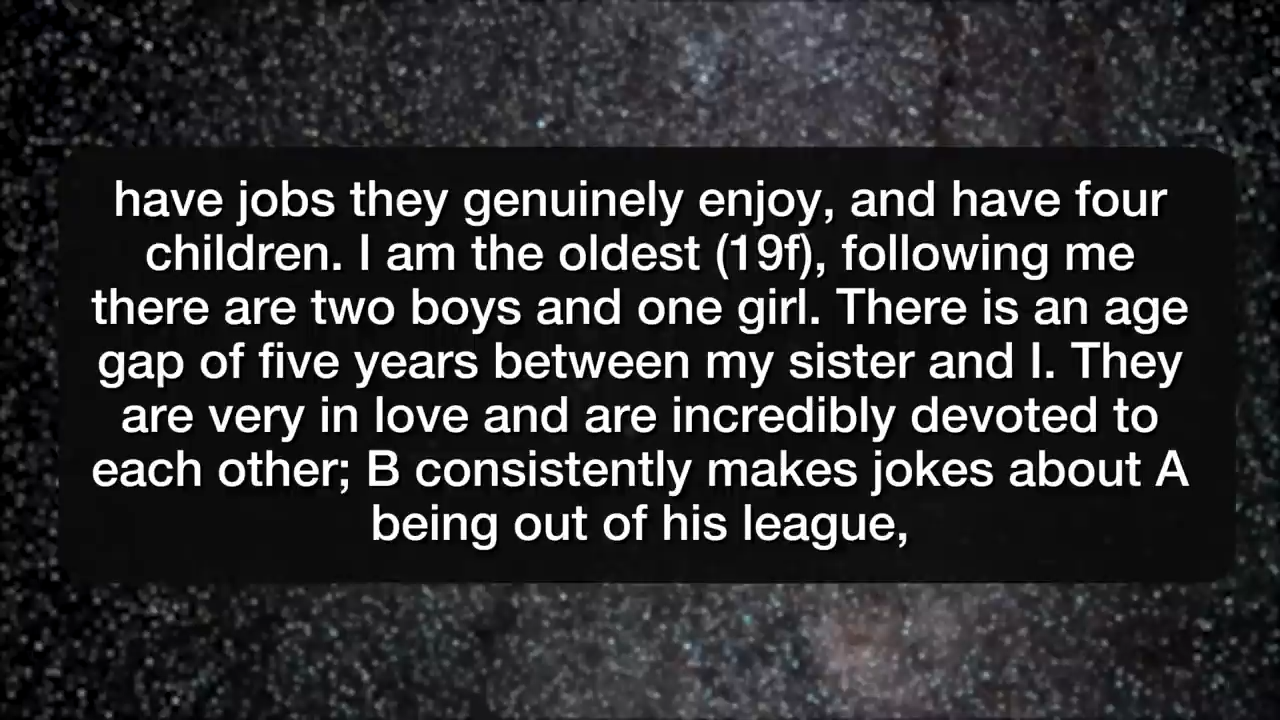 have jobs they genuinely enjoy, and have four
children. I am the oldest (19f), following me
there are two boys and one girl. There is an age
gap of five years between my sister and I. They
are very in love and are incredibly devoted to
each other; B consistently makes jokes about A
being out of his league,